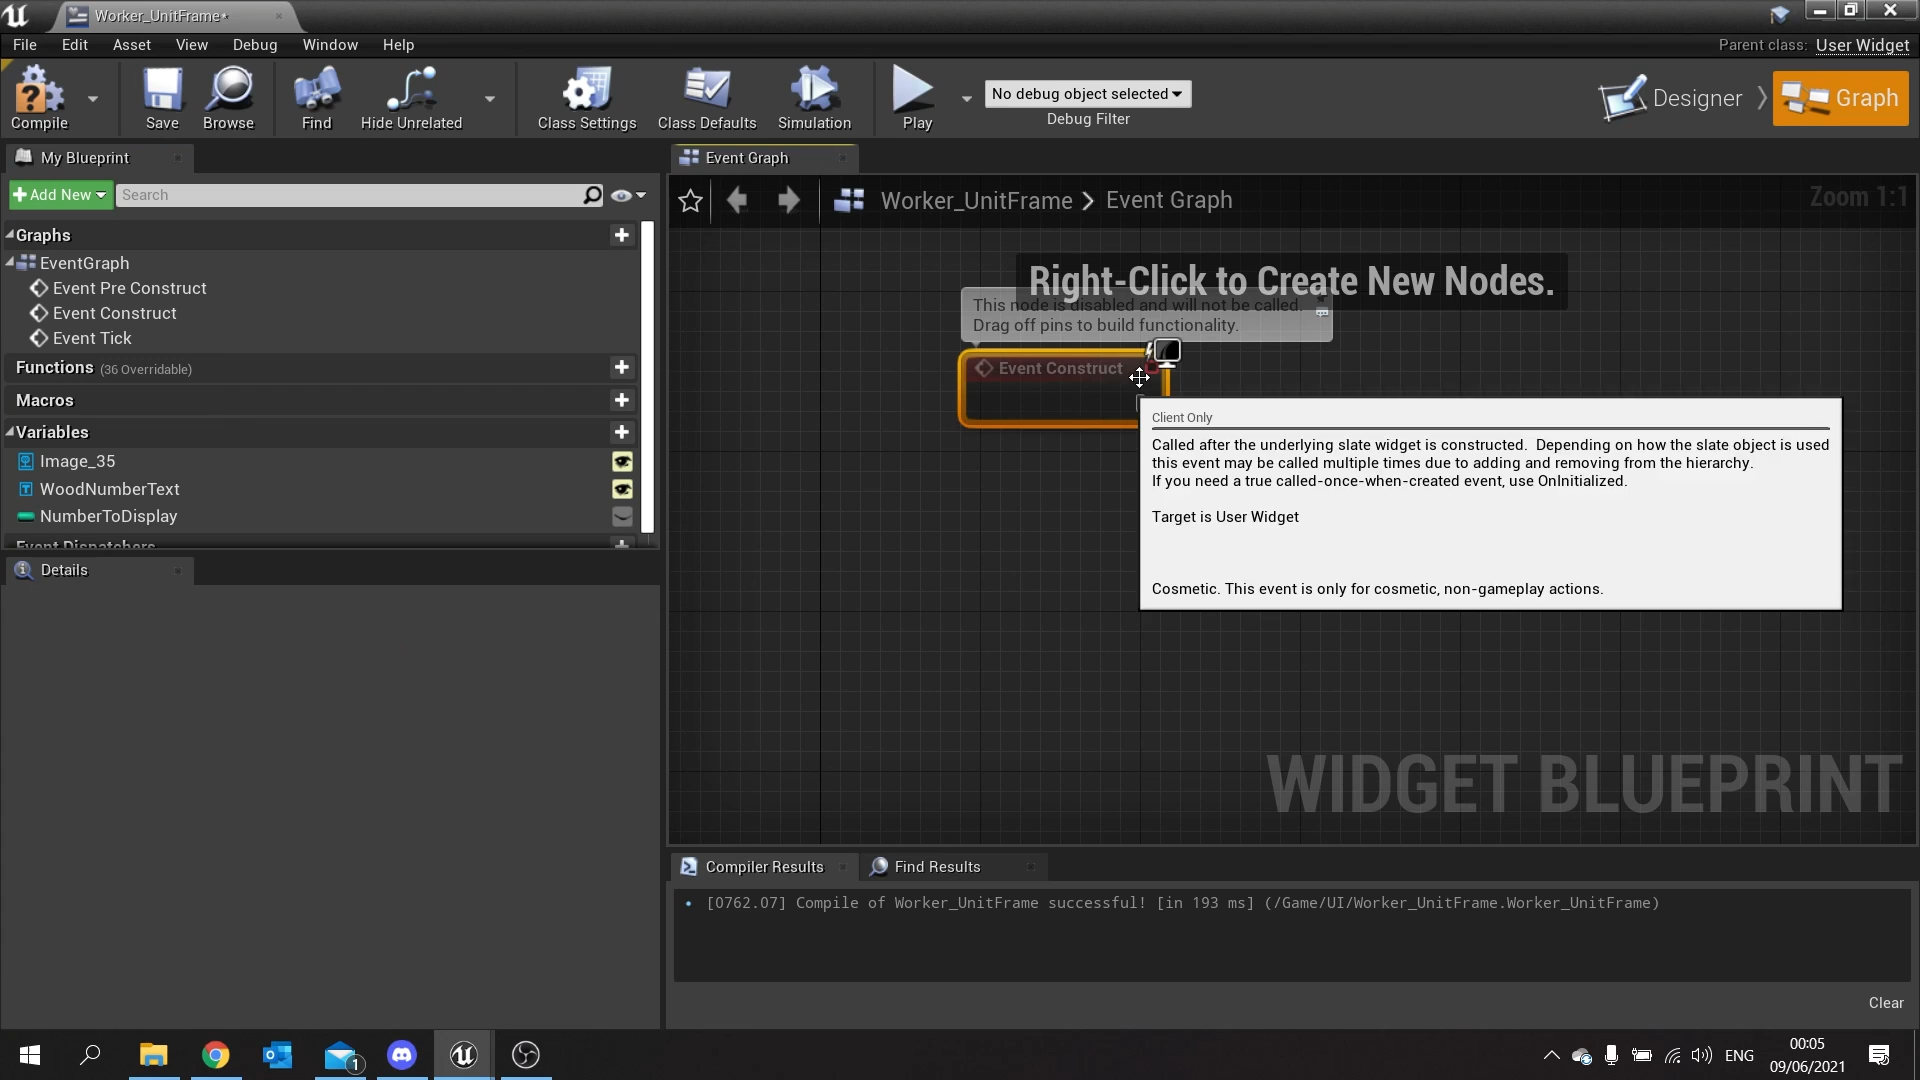 Worker_UnitFrame*
File Edit Asset View Debug Window Help
Parent class: User Widget
Compile
Save
Browse
Find
Hide Unrelated
Class Settings
Class Defaults
Simulation
Play
No debug object selected
Debug Filter
Designer
Graph
My Blueprint
Add New
Search
Graphs
EventGraph
Event Pre Construct
Event Construct
Event Tick
Functions (36 Overridable)
Macros
Variables
Image_35
WoodNumberText
NumberToDisplay
Event Dispatchers
Details
Event Graph
Worker_UnitFrame > Event Graph
Zoom 1:1
Right-Click to Create New Nodes.
This node is disabled and will not be called.
Drag off pins to build functionality.
Event Construct
Client Only
Called after the underlying slate widget is constructed. Depending on how the slate object is used
this event may be called multiple times due to adding and removing from the hierarchy.
If you need a true called-once-when-created event, use OnInitialized.
Target is User Widget
Cosmetic. This event is only for cosmetic, non-gameplay actions.
WIDGET BLUEPRINT
Compiler Results
Find Results
[0762.07] Compile of Worker_UnitFrame successful! [in 193 ms] (/Game/UI/Worker_UnitFrame.Worker_UnitFrame)
Clear
1
ENG
00:05
09/06/2021